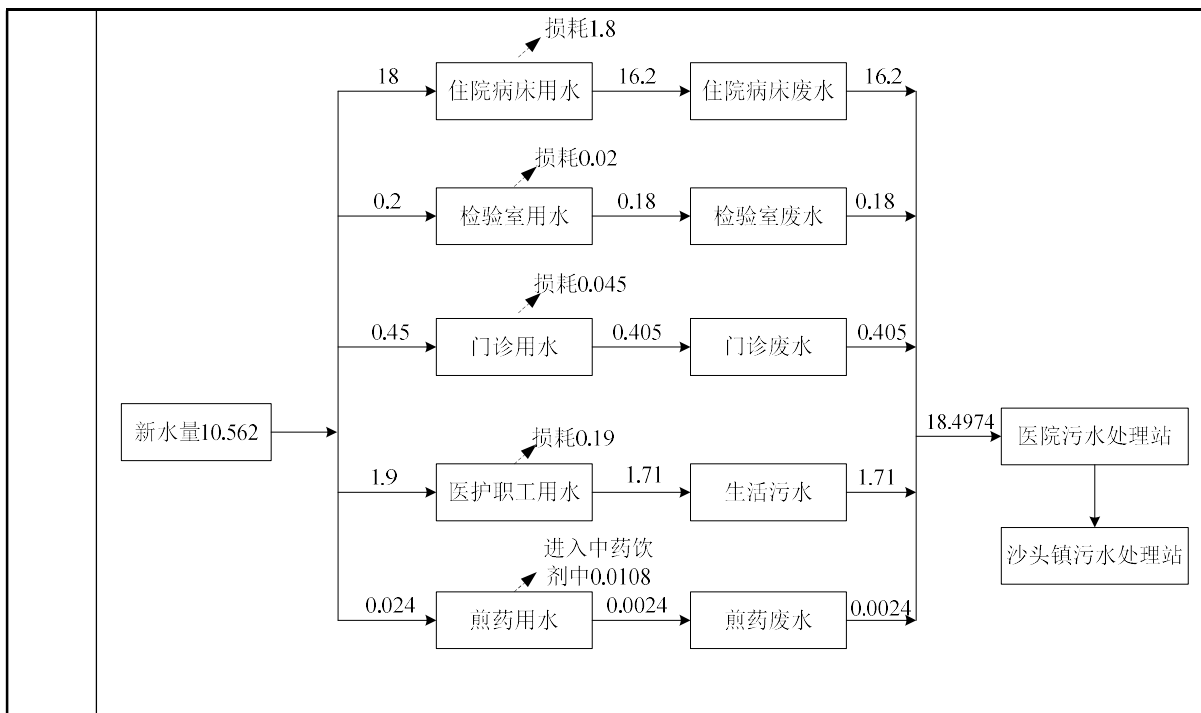 损耗1.8
18
住院病床用水
16.2
住院病床废水
16.2
损耗0.02
0.2
检验室用水
0.18
检验室废水
0.18
损耗0.045
0.45
门诊用水
0.405
门诊废水
0.405
新水量10.562
18.4974
医院污水处理站
损耗0.19
1.9
医护职工用水
1.71
生活污水
1.71
沙头镇污水处理站
进入中药饮
剂中0.0108
0.024
煎药用水
0.0024
煎药废水
0.0024